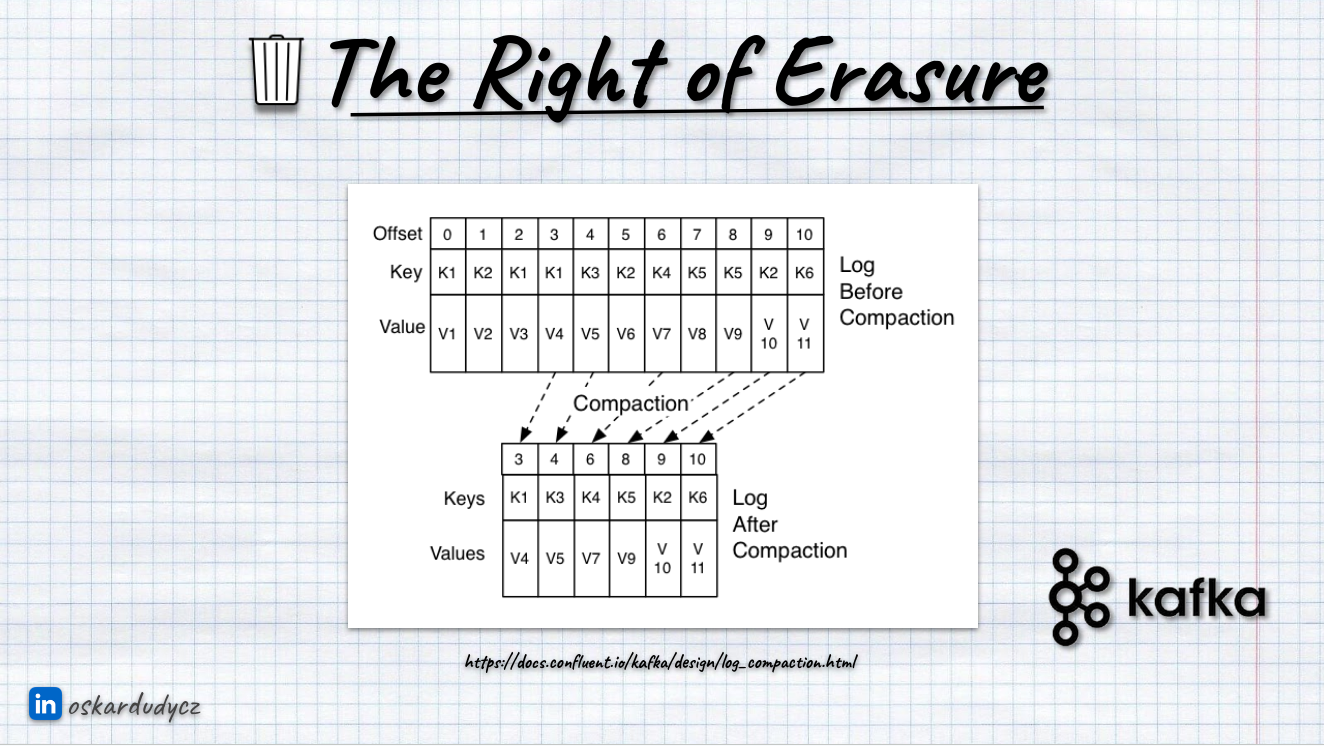 The Right of Erasure
Offset 0 1 2 3 4 5 6 7 8 9 10
Key K1 K2 K1 K1 K3 K2 K4 K5 K5 K2 K6
Value V1 V2 V3 V4 V5 V6 V7 V8 V9 V 10 V 11
Log
Before
Compaction
Compaction
3 4 6 8 9 10
Keys K1 K3 K4 K5 K2 K6
Values V4 V5 V7 V9 V 10 V 11
Log
After
Compaction
kafka
https://docs.confluent.io/kafka/design/log_compaction.html
in oskardudycz